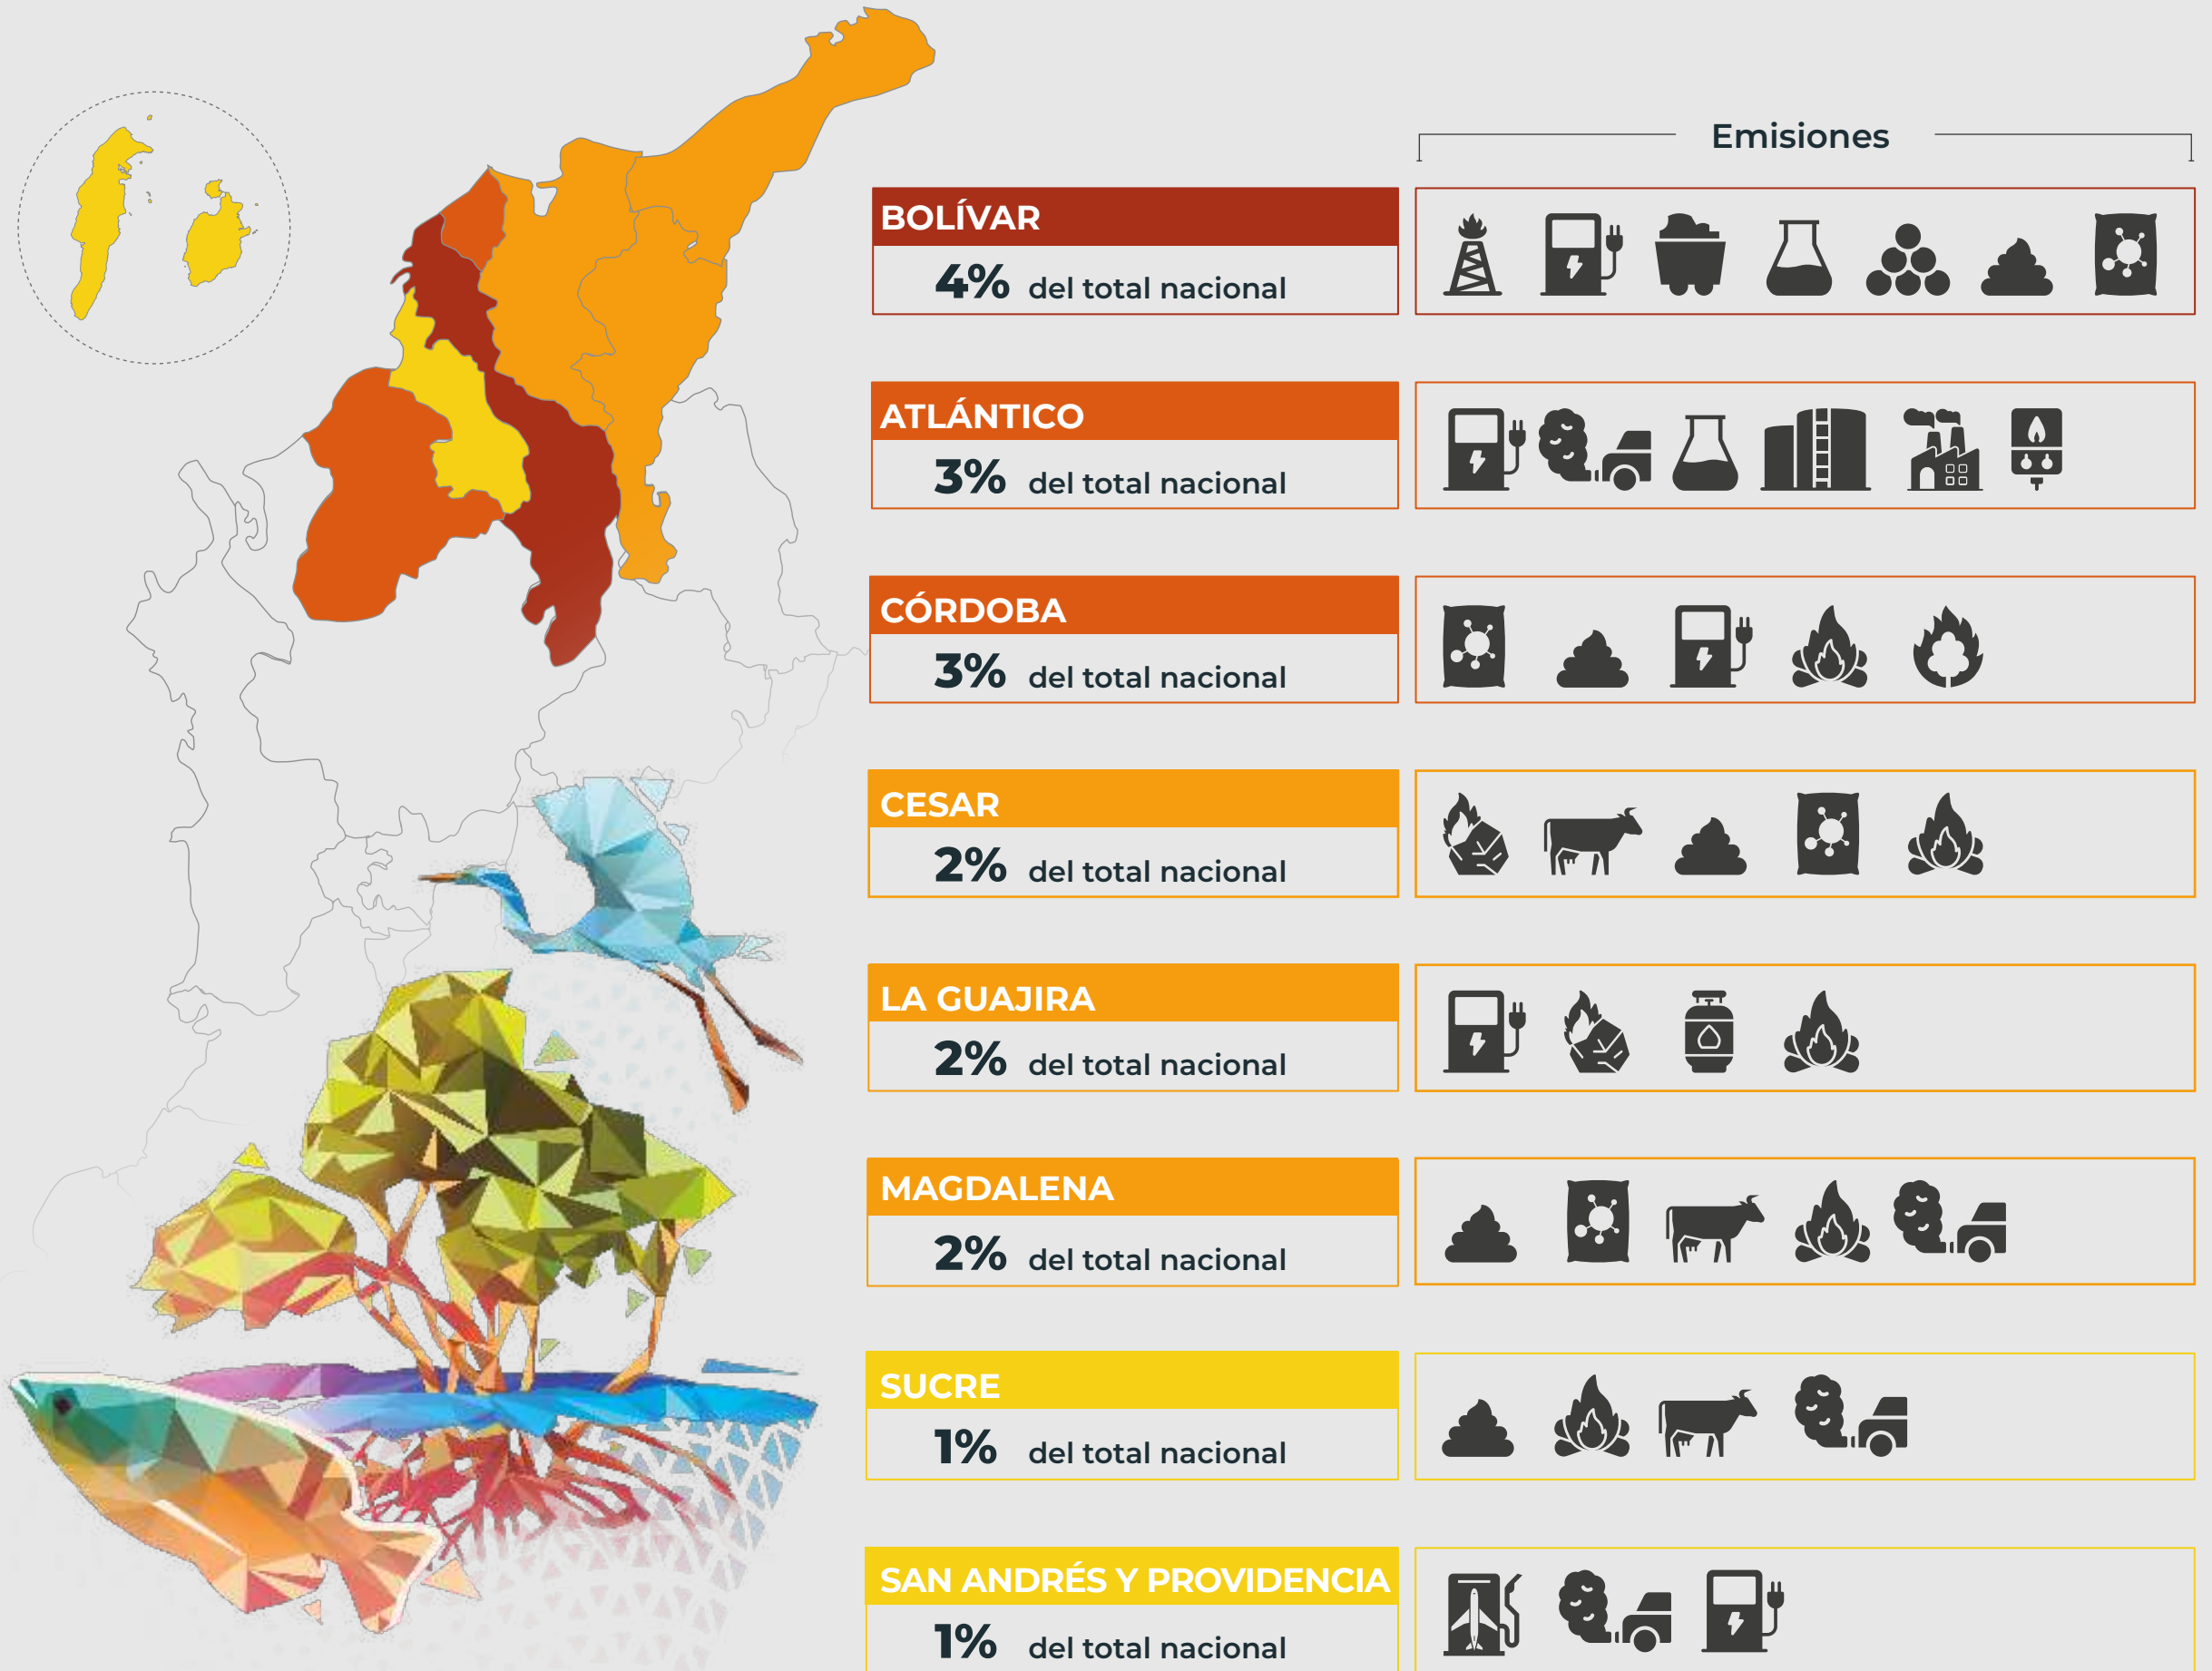 Emisiones
BOLÍVAR
4% del total nacional
ATLÁNTICO
3% del total nacional
CÓRDOBA
3% del total nacional
CESAR
2% del total nacional
LA GUAJIRA
2% del total nacional
MAGDALENA
2% del total nacional
SUCRE
1% del total nacional
SAN ANDRÉS Y PROVIDENCIA
1% del total nacional